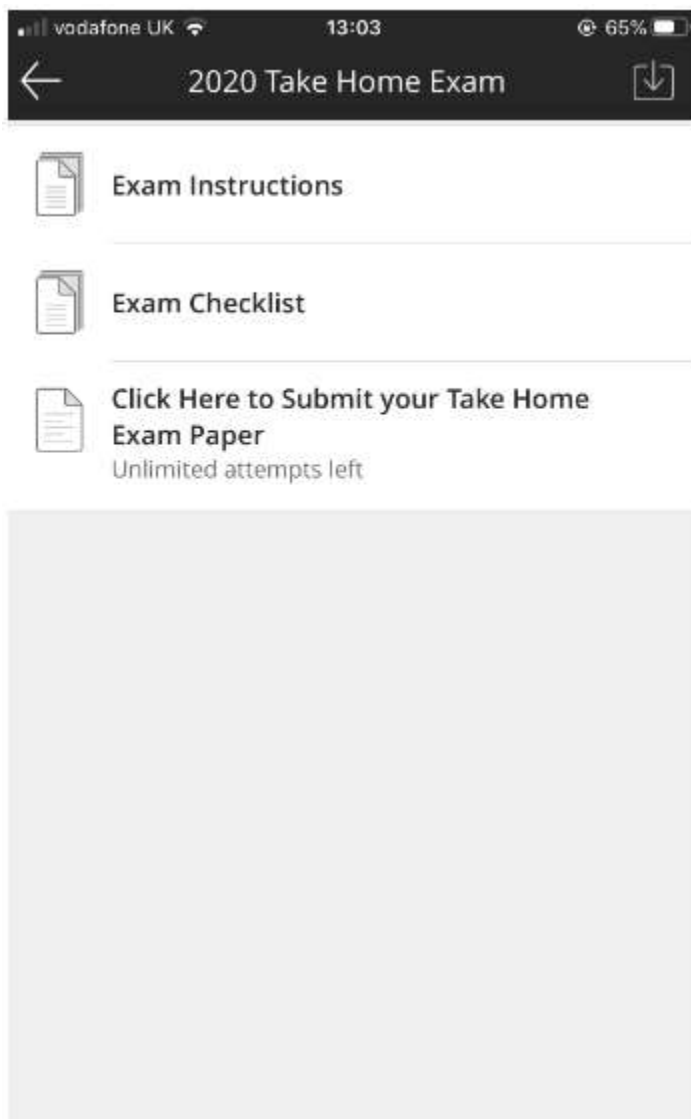 vodafone UK 13:03 65%
2020 Take Home Exam
Exam Instructions
Exam Checklist
Click Here to Submit your Take Home
Exam Paper
Unlimited attempts left